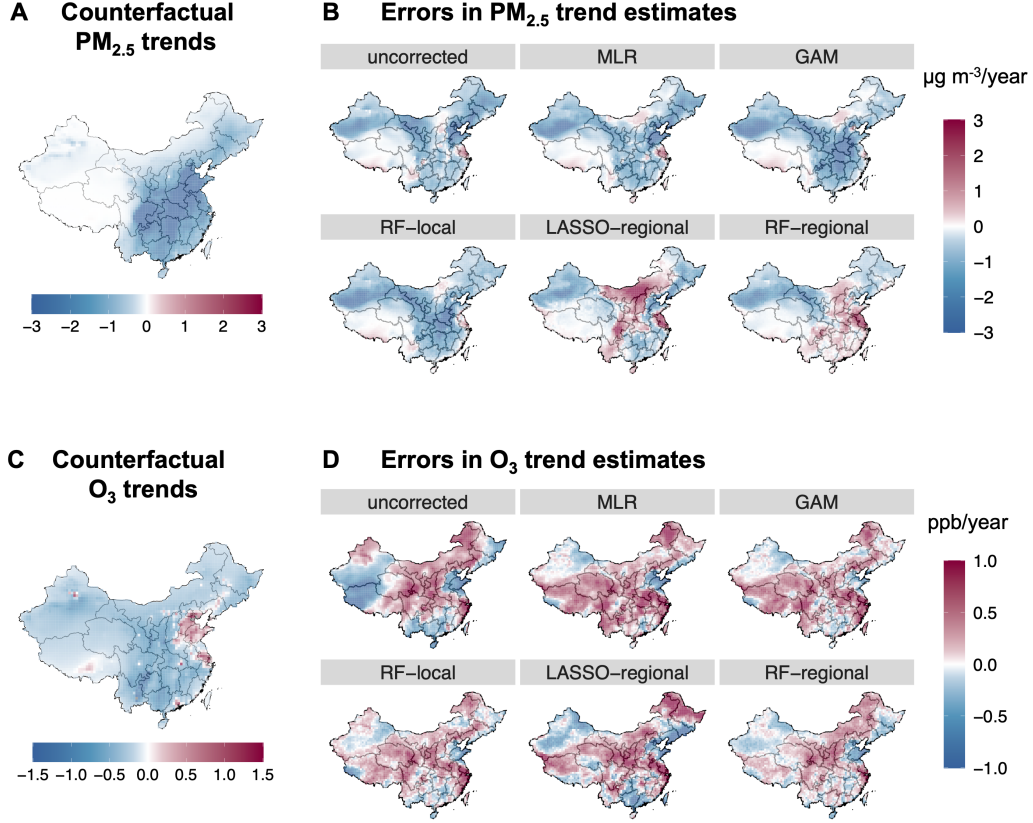 A Counterfactual
PM2.5 trends
−3 −2 −1 0 1 2 3
B Errors in PM2.5 trend estimates
uncorrected MLR GAM
RF−local LASSO−regional RF−regional
μg m-3/year
3
2
1
0
−1
−2
−3
C Counterfactual
O3 trends
−1.5 −1.0 −0.5 0.0 0.5 1.0 1.5
D Errors in O3 trend estimates
uncorrected MLR GAM
RF−local LASSO−regional RF−regional
ppb/year
1.0
0.5
0.0
−0.5
−1.0